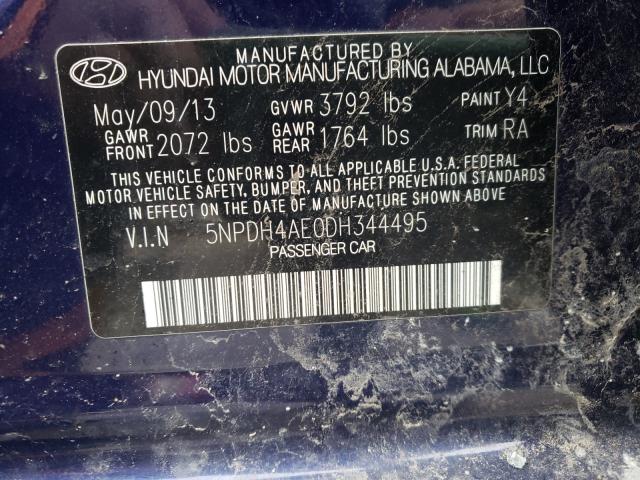 MANUFACTURED BY
HYUNDAI MOTOR MANUFACTURING ALABAMA, LLC
May/09/13 GVWR 3792 lbs PAINT Y4
GAWR FRONT 2072 lbs GAWR REAR 1764 lbs TRIM RA
THIS VEHICLE CONFORMS TO ALL APPLICABLE U.S.A. FEDERAL
MOTOR VEHICLE SAFETY, BUMPER, AND THEFT PREVENTION STANDARDS
IN EFFECT ON THE DATE OF MANUFACTURE SHOWN ABOVE
V.I.N 5NPDH4AE0DH344495
PASSENGER CAR